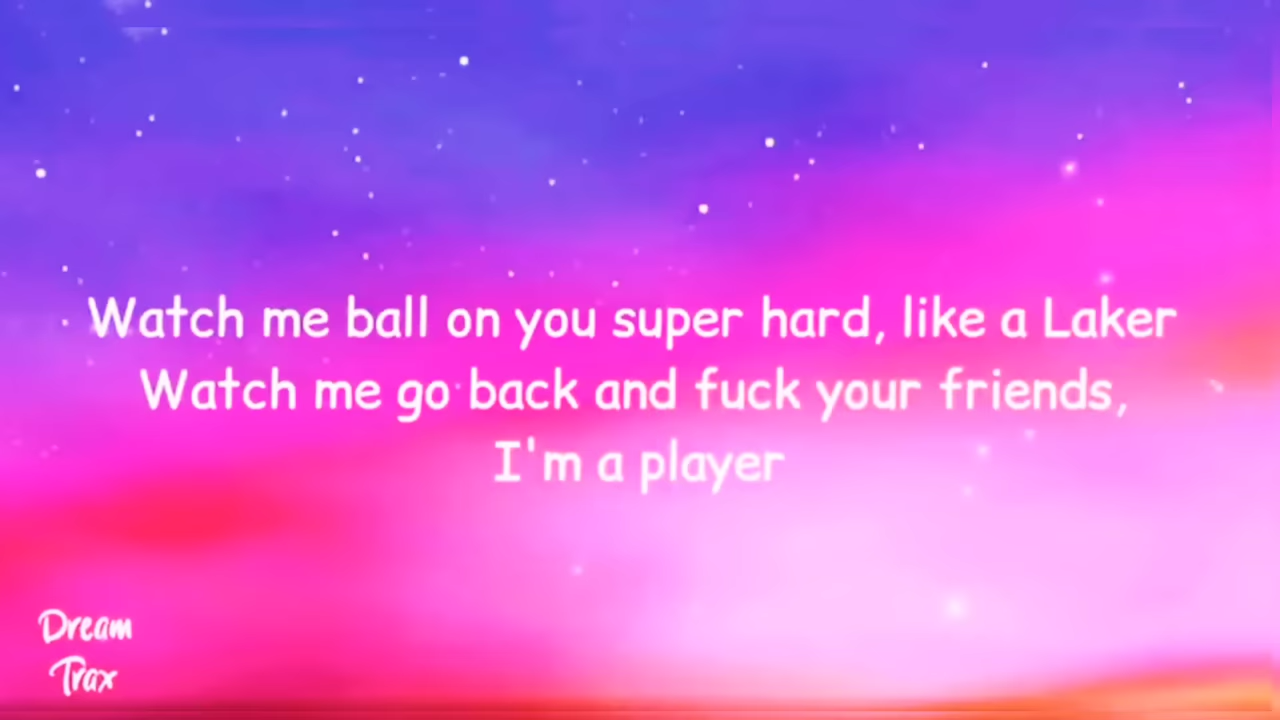 Watch me ball on you super hard, like a Laker
Watch me go back and fuck your friends,
I'm a player
Dream
Trax